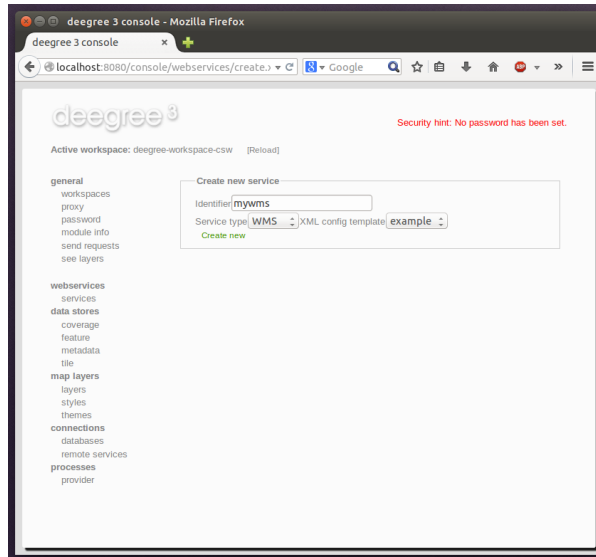 deegree 3 console - Mozilla Firefox
deegree 3 console
localhost:8080/console/webservices/create.
Google
ABP
deegree 3
Security hint: No password has been set.
Active workspace: deegree-workspace-csw [Reload]
general
workspaces
proxy
password
module info
send requests
see layers
webservices
services
data stores
coverage
feature
metadata
tile
map layers
layers
styles
themes
connections
databases
remote services
processes
provider
Create new service
Identifier mywms
Service type WMS XML config template example
Create new